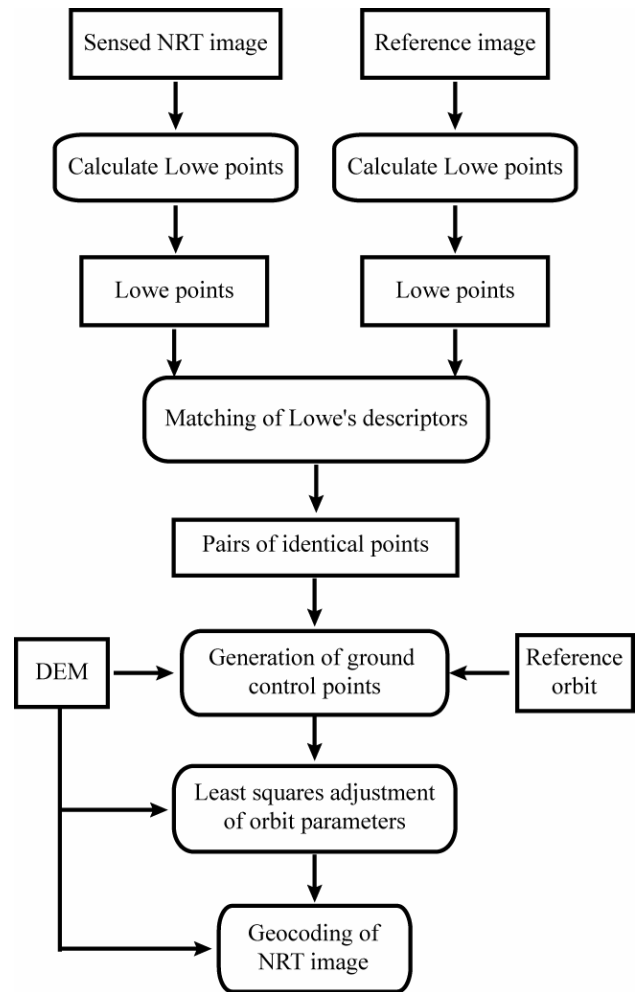 Sensed NRT image
Reference image
Calculate Lowe points
Calculate Lowe points
Lowe points
Lowe points
Matching of Lowe's descriptors
Pairs of identical points
DEM
Generation of ground
control points
Reference
orbit
Least squares adjustment
of orbit parameters
Geocoding of
NRT image